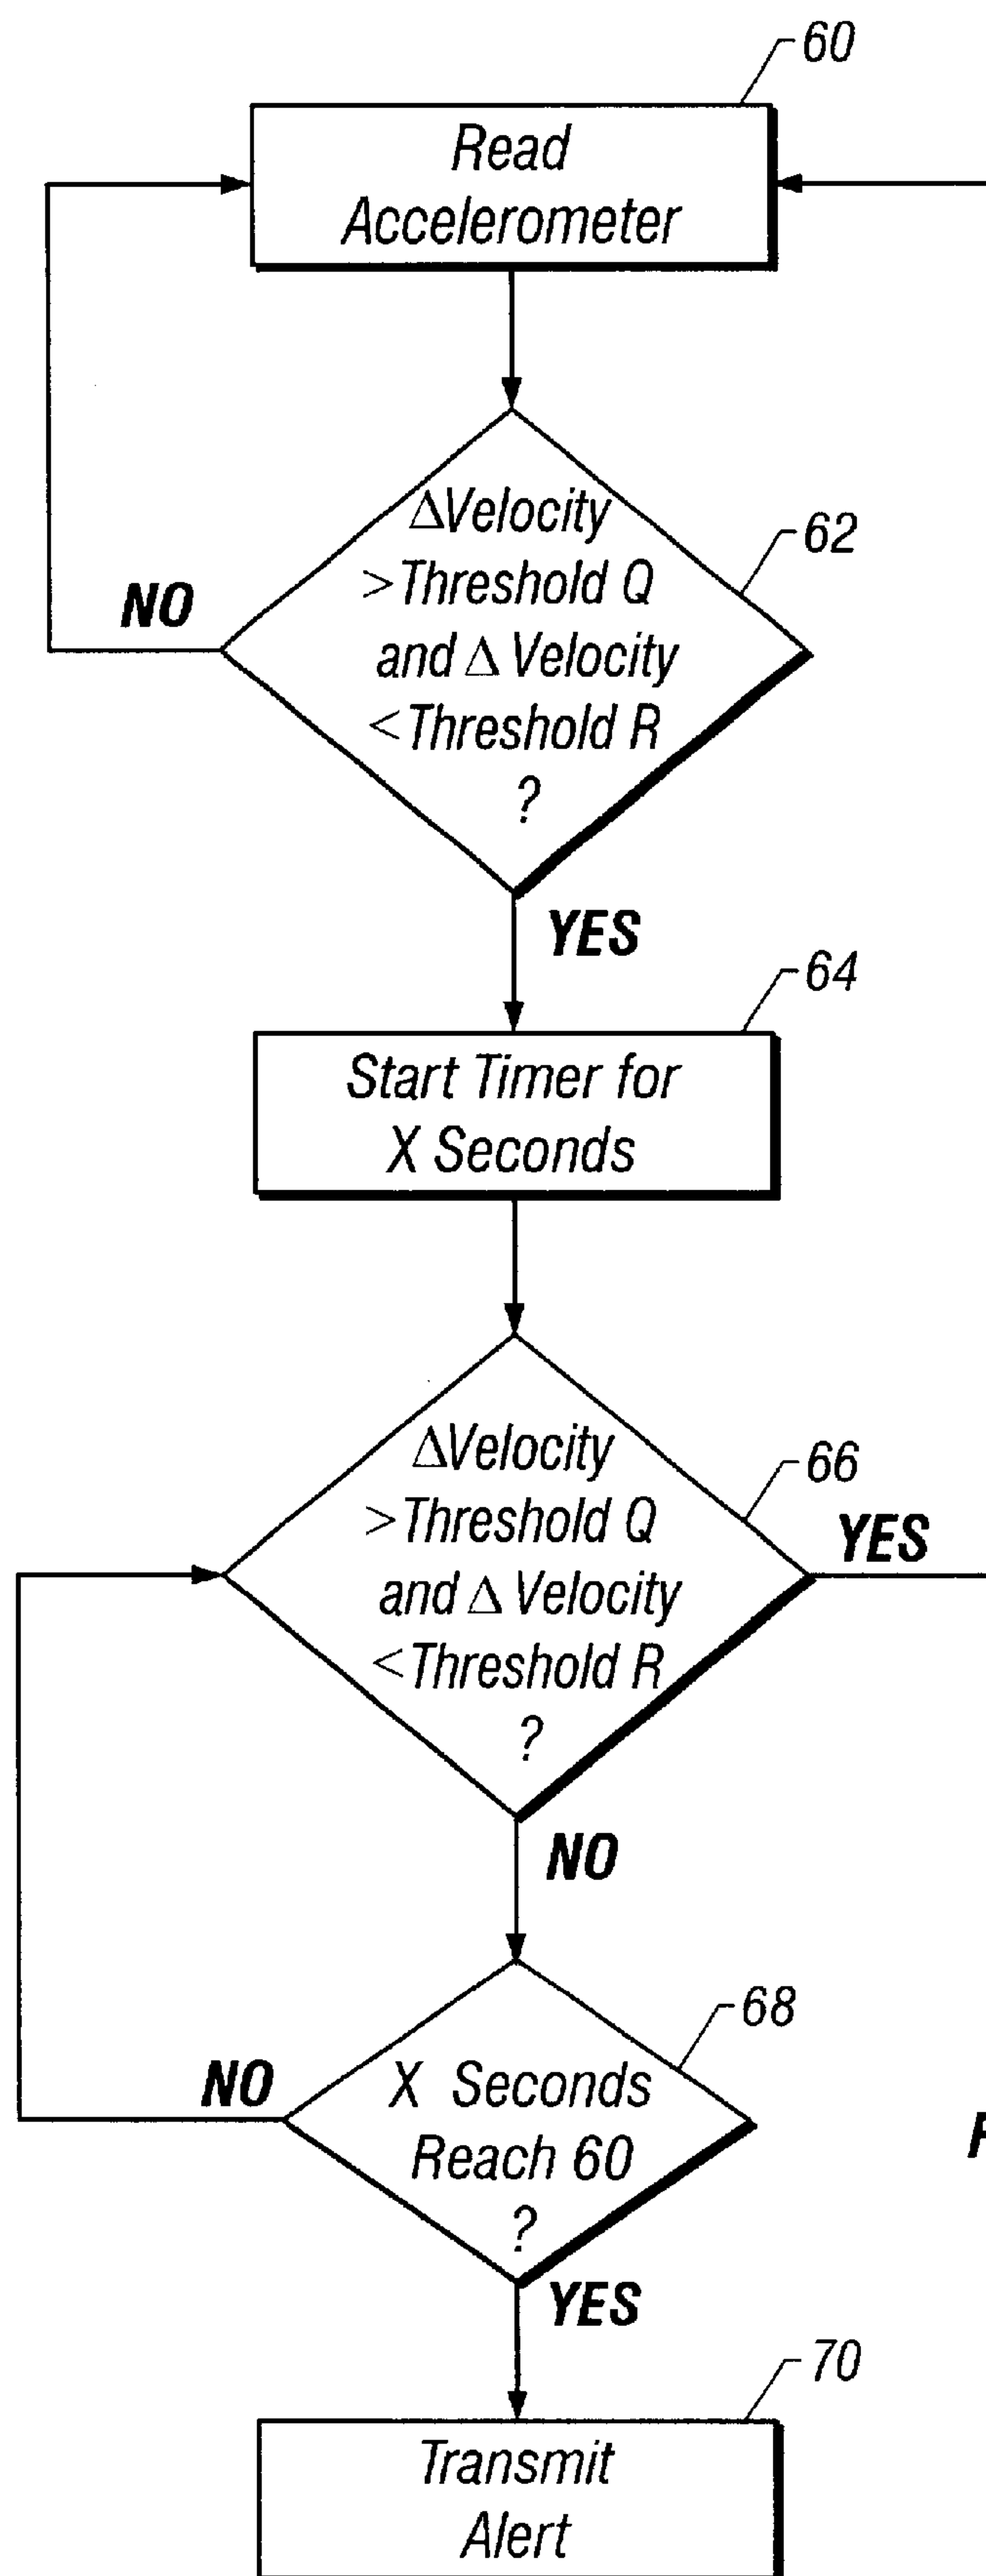 60
Read
Accelerometer
ΔVelocity
>Threshold Q
and Δ Velocity
<Threshold R
?
62
NO
YES
64
Start Timer for
X Seconds
ΔVelocity
>Threshold Q
and Δ Velocity
<Threshold R
?
66
YES
NO
68
X Seconds
Reach 60
?
NO
YES
70
Transmit
Alert